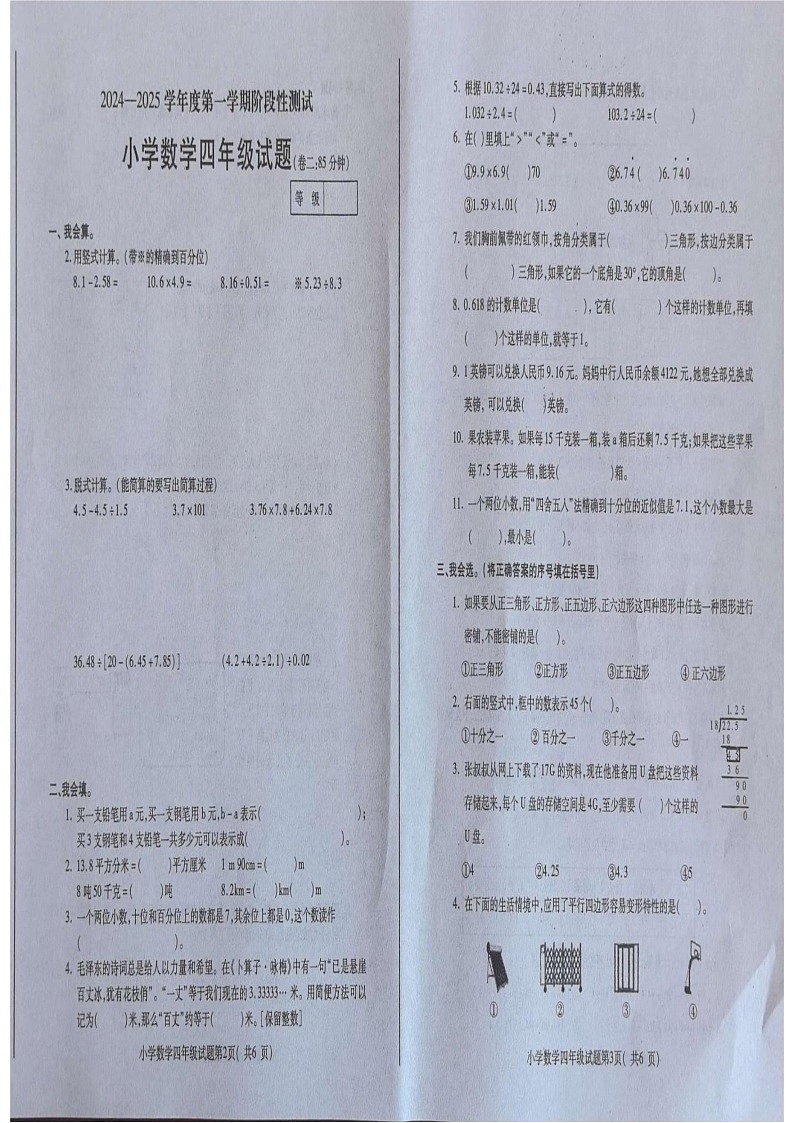 2024—2025学年度第一学期阶段性测试
小学数学四年级试题(卷二;85分钟)
等 级
一、我会算。
2.用竖式计算。(带※的精确到百分位)
8.1-2.58= 10.6×4.9= 8.16÷0.51= ※5.23÷8.3
3.脱式计算。(能简算的要写出简算过程)
4.5-4.5÷1.5 3.7×101 3.76×7.8+6.24×7.8
36.48÷[20-(6.45+7.85)] (4.2+4.2÷2.1)÷0.02
二、我会填。
1. 买一支铅笔用a元,买一支钢笔用b元,b-a表示( );
买3支钢笔和4支铅笔一共多少元可以表示成( )。
2. 13.8平方分米=( )平方厘米 1m 90cm=( )m
8吨50千克=( )吨 8.2km=( )km( )m
3. 一个两位小数,十位和百分位上的数都是7,其余位上都是0,这个数读作
( )。
4. 毛泽东的诗词总是给人以力量和希望。在《卜算子·咏梅》中有一句“已是悬崖
百丈冰,犹有花枝俏”。“一丈”等于我们现在的3.33333…米。用简便方法可以
记为( )米,那么“百丈”约等于( )米。[保留整数]
小学数学四年级试题第2页( 共6 页)
5. 根据10.32÷24=0.43,直接写出下面算式的得数。
1.032÷2.4=( ) 103.2÷24=( )
6. 在( )里填上“>”“<”或“=”。
①9.9×6.9( )70 ②6.74̇( )6.7̇40̇
③1.59×1.01( )1.59 ④0.36×99( )0.36×100-0.36
7. 我们胸前佩带的红领巾,按角分类属于( )三角形,按边分类属于
( )三角形,如果它的一个底角是30°,它的顶角是( )。
8. 0.618的计数单位是( ),它有( )个这样的计数单位,再填
( )个这样的单位,就等于1。
9. 1英镑可以兑换人民币9.16元。妈妈中行人民币余额4122元,她想全部兑换成
英镑,可以兑换( )英镑。
10. 果农装苹果。如果每15千克装一箱,装a箱后还剩7.5千克;如果把这些苹果
每7.5千克装一箱,能装( )箱。
11. 一个两位小数,用“四舍五人”法精确到十分位的近似值是7.1,这个小数最大是
( ),最小是( )。
三、我会选。(将正确答案的序号填在括号里)
1. 如果要从正三角形、正方形、正五边形、正六边形这四种图形中任选一种图形进行
密铺,不能密铺的是( )。
①正三角形 ②正方形 ③正五边形 ④正六边形
2. 右面的竖式中,框中的数表示45个( )。
①十分之一 ②百分之一 ③千分之一 ④一
1.25
18 22.5
18
45
36
90
90
0
3. 张叔叔从网上下载了17G的资料,现在他准备用U盘把这些资料
存储起来,每个U盘的存储空间是4G,至少需要( )个这样的
U盘。
①4 ②4.25 ③4.3 ④5
4. 在下面的生活情境中,应用了平行四边形容易变形特性的是( )。
① ② ③ ④
小学数学四年级试题第3页( 共6 页)